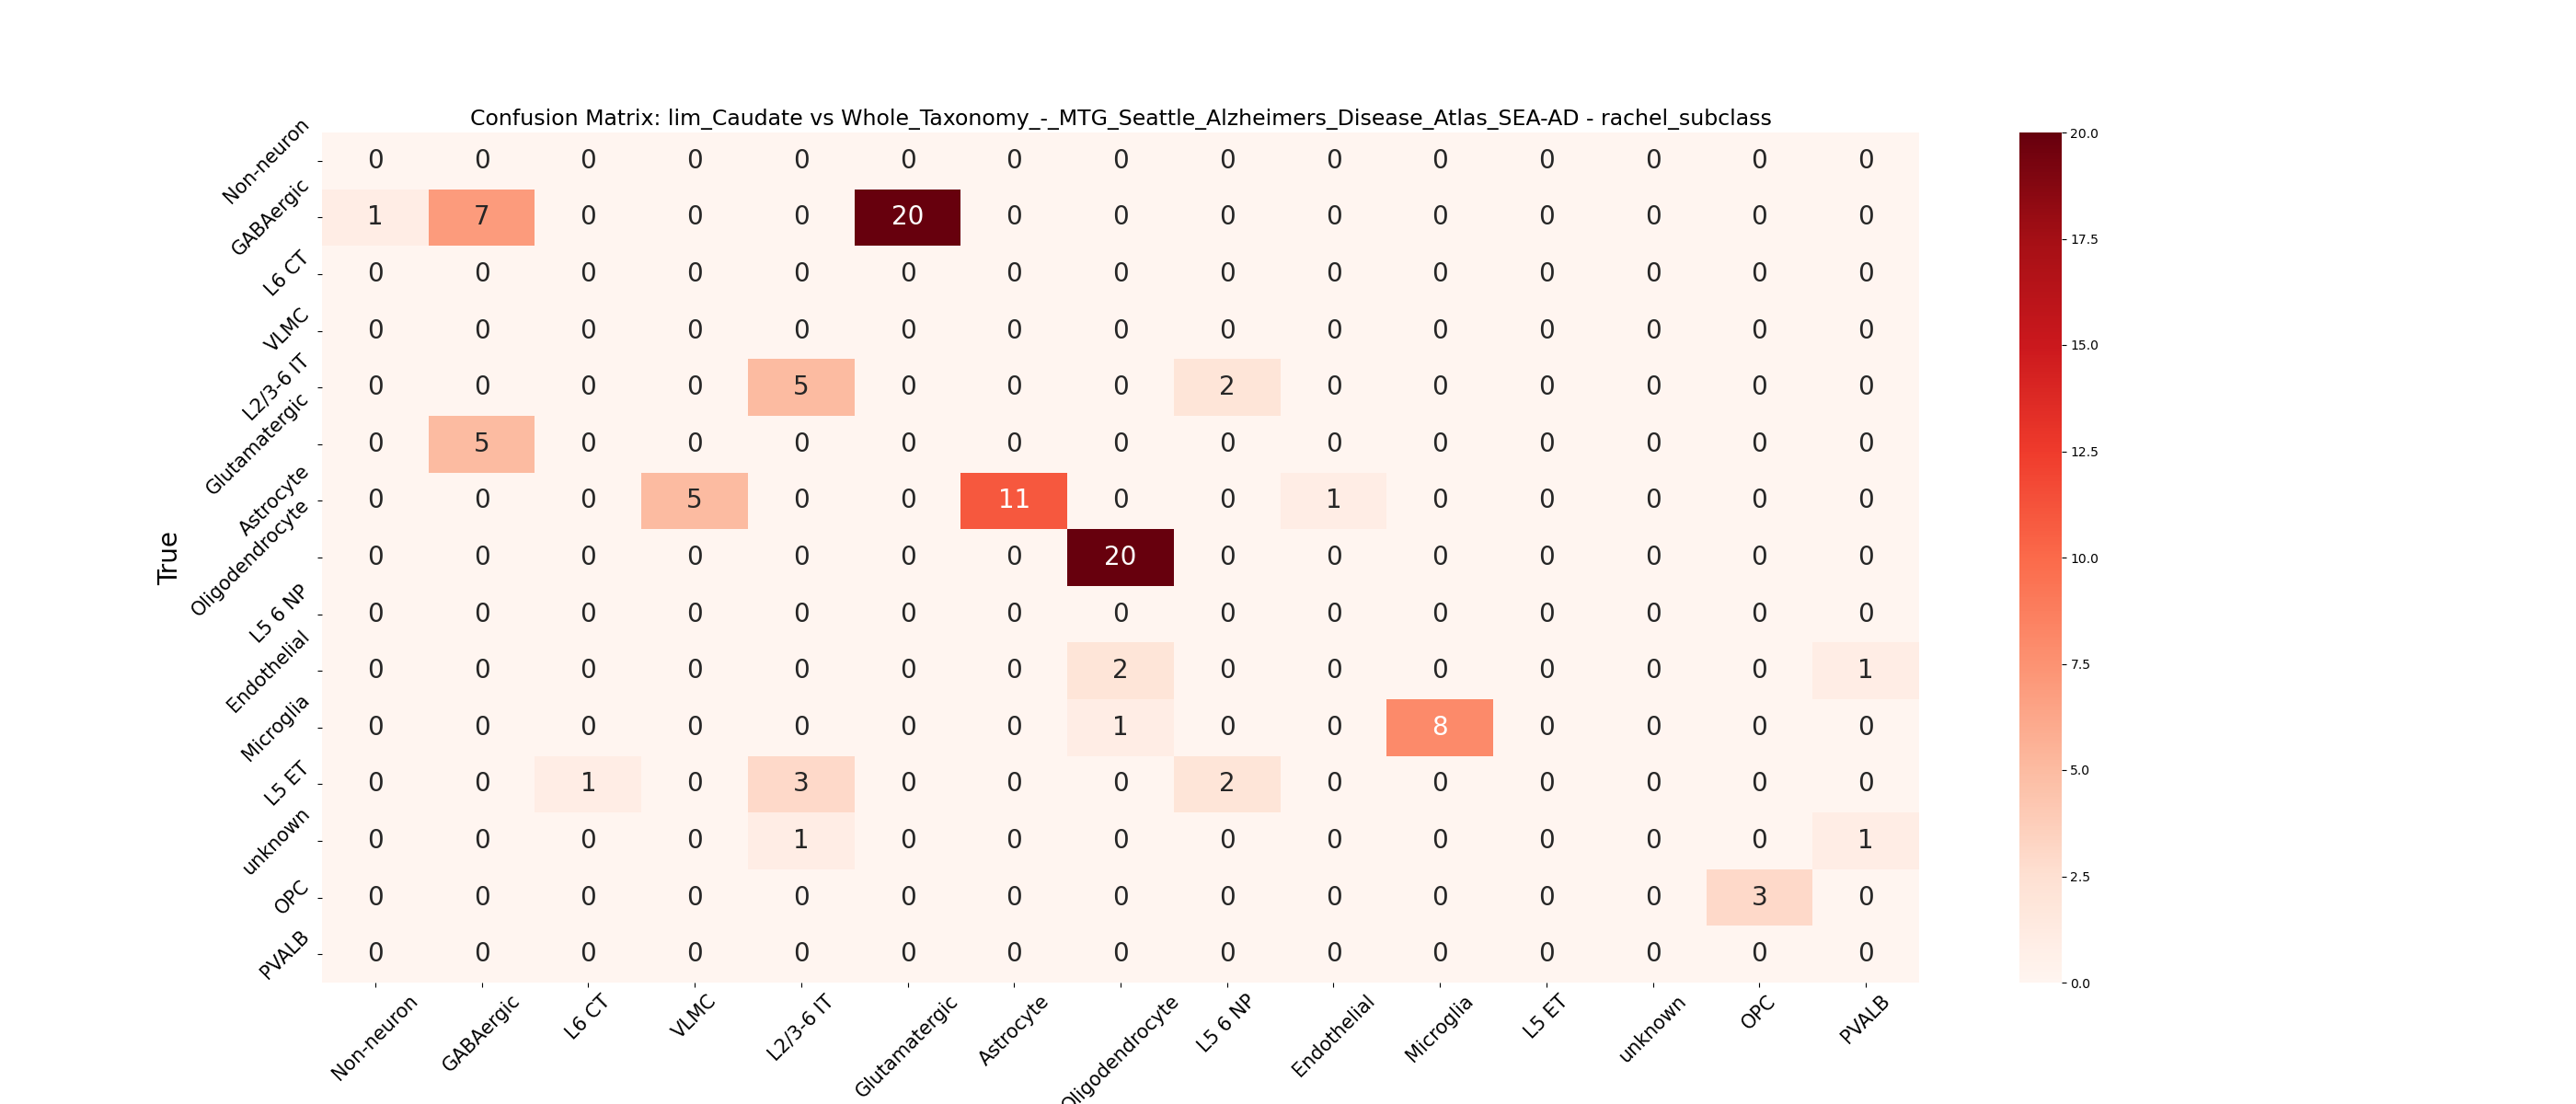 Confusion Matrix: lim_Caudate vs Whole_Taxonomy_-_MTG_Seattle_Alzheimers_Disease_Atlas_SEA-AD - rachel_subclass
True
Non-neuron 0 0 0 0 0 0 0 0 0 0 0 0 0 0 0
GABAergic 1 7 0 0 0 20 0 0 0 0 0 0 0 0 0
L6 CT 0 0 0 0 0 0 0 0 0 0 0 0 0 0 0
VLMC 0 0 0 0 0 0 0 0 0 0 0 0 0 0 0
L2/3-6 IT 0 0 0 0 5 0 0 0 2 0 0 0 0 0 0
Glutamatergic 0 5 0 0 0 0 0 0 0 0 0 0 0 0 0
Astrocyte 0 0 0 5 0 0 11 0 0 1 0 0 0 0 0
Oligodendrocyte 0 0 0 0 0 0 0 20 0 0 0 0 0 0 0
L5 6 NP 0 0 0 0 0 0 0 0 0 0 0 0 0 0 0
Endothelial 0 0 0 0 0 0 0 2 0 0 0 0 0 0 1
Microglia 0 0 0 0 0 0 0 1 0 0 8 0 0 0 0
L5 ET 0 0 1 0 3 0 0 0 2 0 0 0 0 0 0
unknown 0 0 0 0 1 0 0 0 0 0 0 0 0 0 1
OPC 0 0 0 0 0 0 0 0 0 0 0 0 0 3 0
PVALB 0 0 0 0 0 0 0 0 0 0 0 0 0 0 0
Non-neuron GABAergic L6 CT VLMC L2/3-6 IT Glutamatergic Astrocyte Oligodendrocyte L5 6 NP Endothelial Microglia L5 ET unknown OPC PVALB
20.0
17.5
15.0
12.5
10.0
7.5
5.0
2.5
0.0